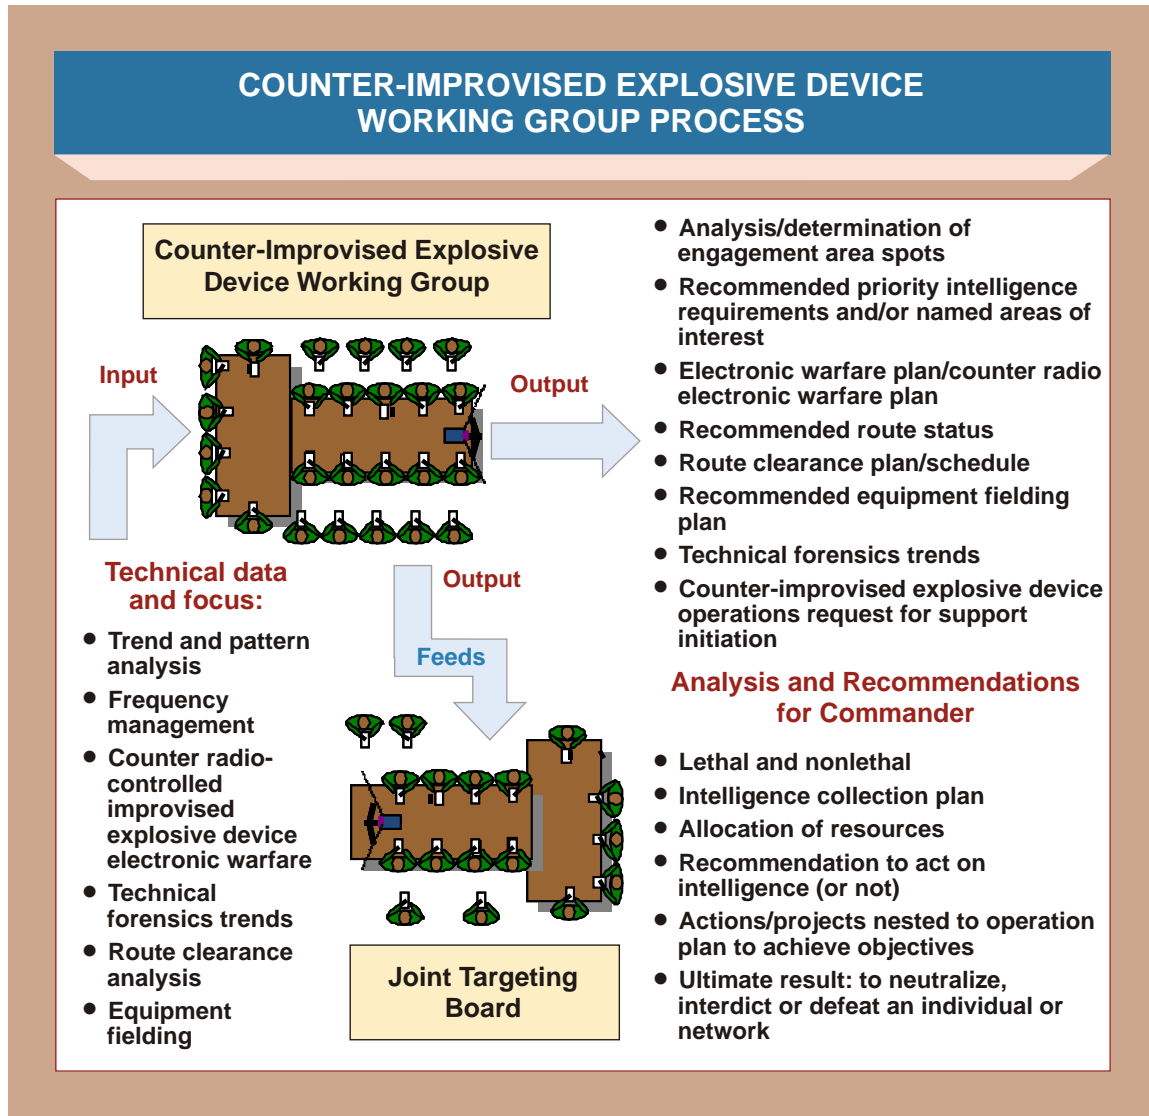 COUNTER-IMPROVISED EXPLOSIVE DEVICE
WORKING GROUP PROCESS
Counter-Improvised Explosive
Device Working Group
Input
Output
Technical data
and focus:
• Trend and pattern
analysis
• Frequency
management
• Counter radio-
controlled
improvised
explosive device
electronic warfare
• Technical
forensics trends
• Route clearance
analysis
• Equipment
fielding
Output
Feeds
Joint Targeting
Board
• Analysis/determination of
engagement area spots
• Recommended priority intelligence
requirements and/or named areas of
interest
• Electronic warfare plan/counter radio
electronic warfare plan
• Recommended route status
• Route clearance plan/schedule
• Recommended equipment fielding
plan
• Technical forensics trends
• Counter-improvised explosive device
operations request for support
initiation
Analysis and Recommendations
for Commander
• Lethal and nonlethal
• Intelligence collection plan
• Allocation of resources
• Recommendation to act on
intelligence (or not)
• Actions/projects nested to operation
plan to achieve objectives
• Ultimate result: to neutralize,
interdict or defeat an individual or
network